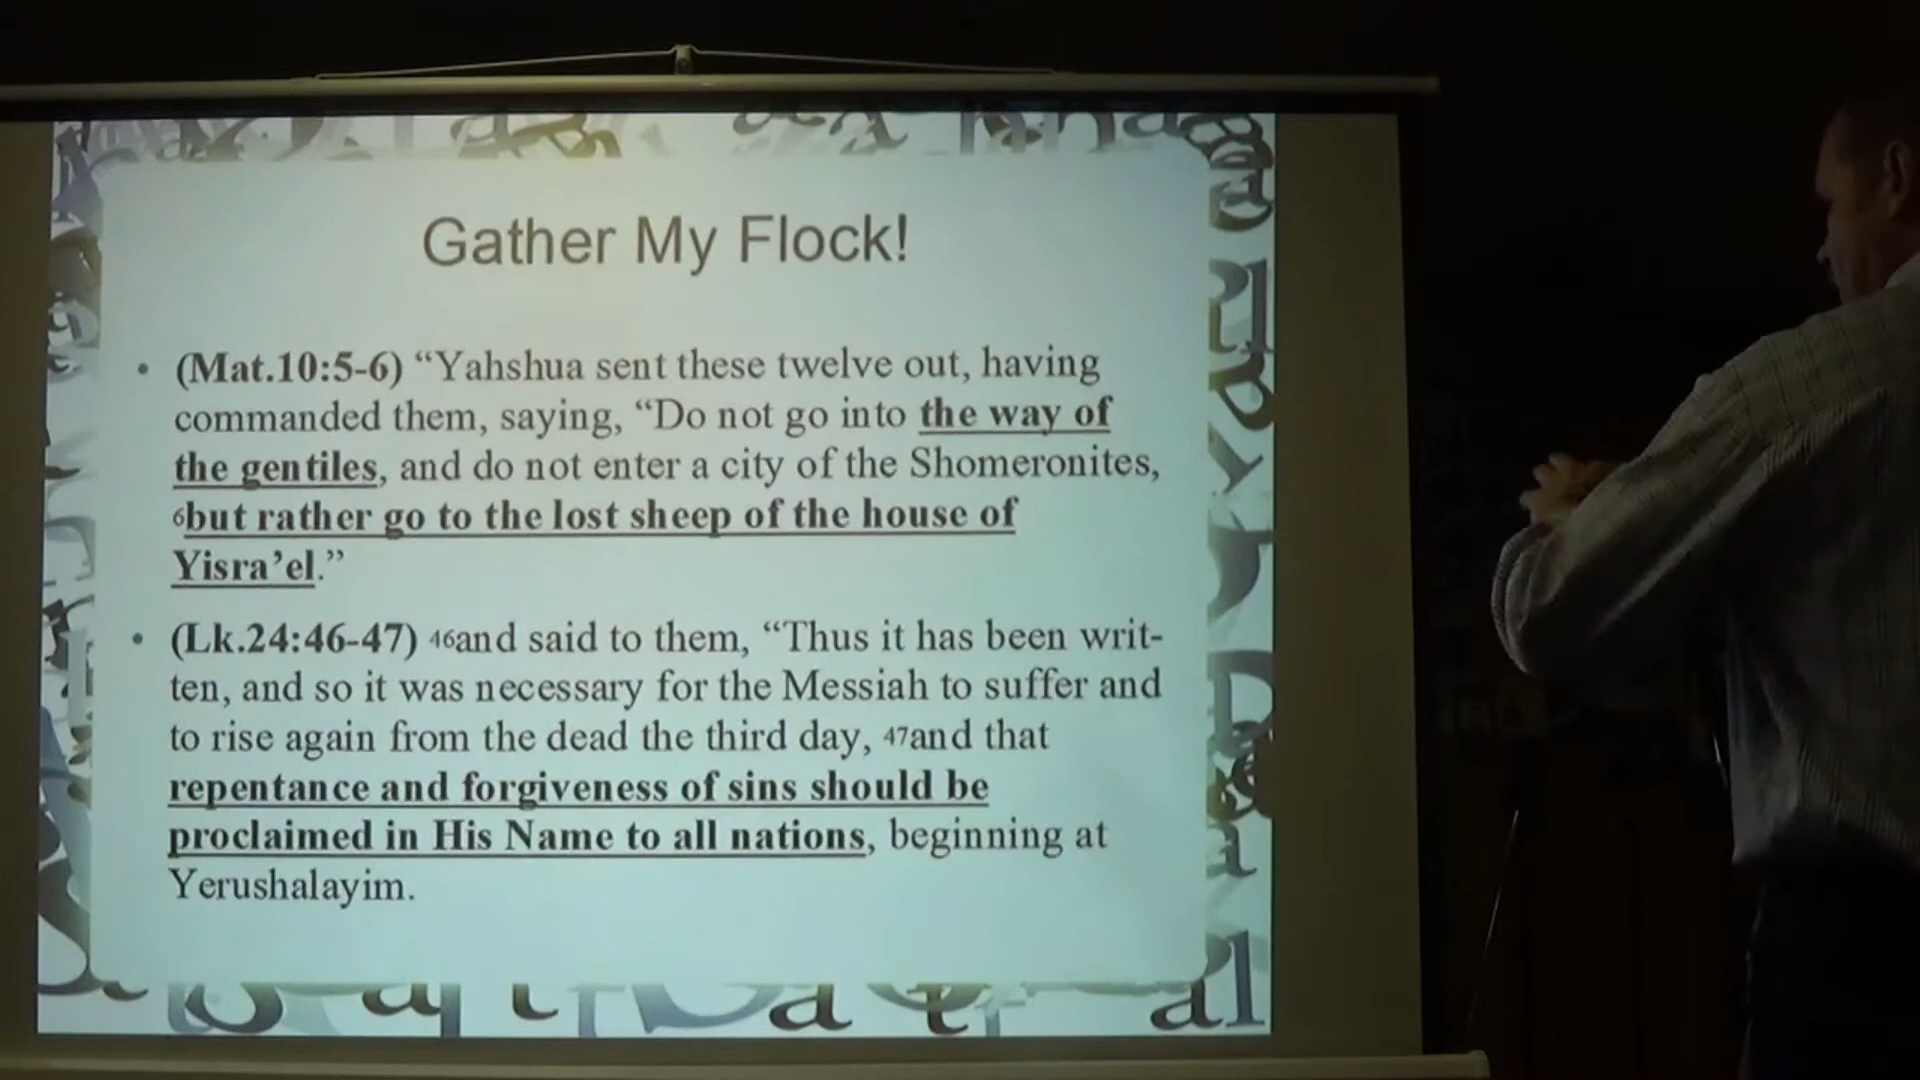 Gather My Flock!
• (Mat.10:5-6) “Yahshua sent these twelve out, having
commanded them, saying, “Do not go into the way of
the gentiles, and do not enter a city of the Shomeronites,
6but rather go to the lost sheep of the house of
Yisra’el.”
• (Lk.24:46-47) 46and said to them, “Thus it has been writ-
ten, and so it was necessary for the Messiah to suffer and
to rise again from the dead the third day, 47and that
repentance and forgiveness of sins should be
proclaimed in His Name to all nations, beginning at
Yerushalayim.